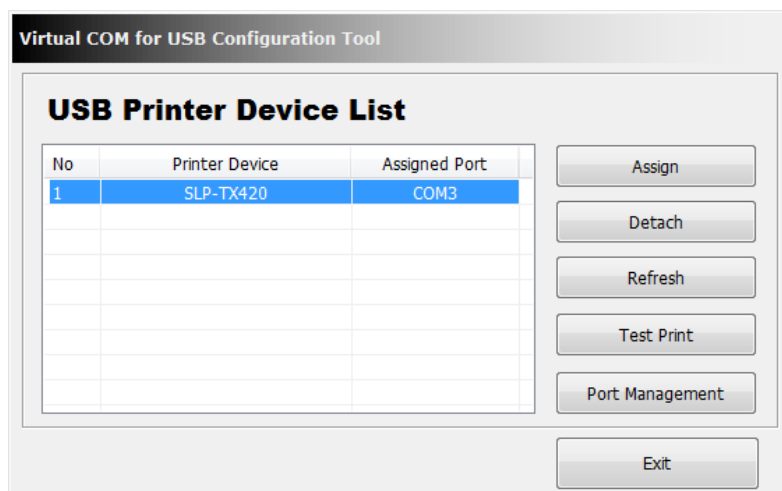 Virtual COM for USB Configuration Tool
USB Printer Device List
No Printer Device Assigned Port
1 SLP-TX420 COM3
Assign
Detach
Refresh
Test Print
Port Management
Exit